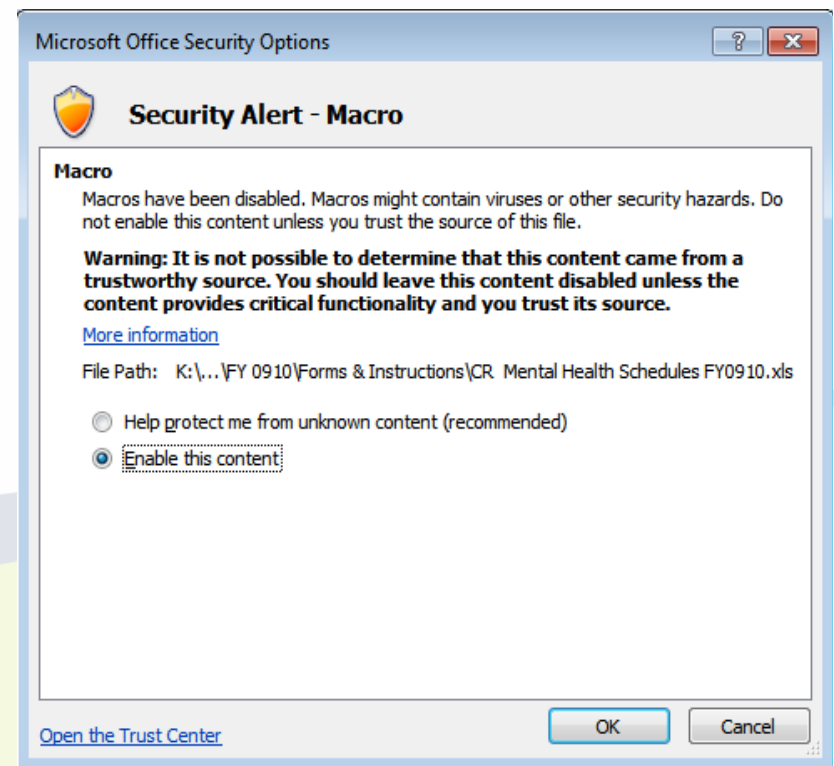 Microsoft Office Security Options
Security Alert - Macro
Macro
Macros have been disabled. Macros might contain viruses or other security hazards. Do
not enable this content unless you trust the source of this file.
Warning: It is not possible to determine that this content came from a
trustworthy source. You should leave this content disabled unless the
content provides critical functionality and you trust its source.
More information
File Path: K:\...\FY 0910\Forms & Instructions\CR Mental Health Schedules FY0910.xls
Help protect me from unknown content (recommended)
Enable this content
Open the Trust Center
OK
Cancel